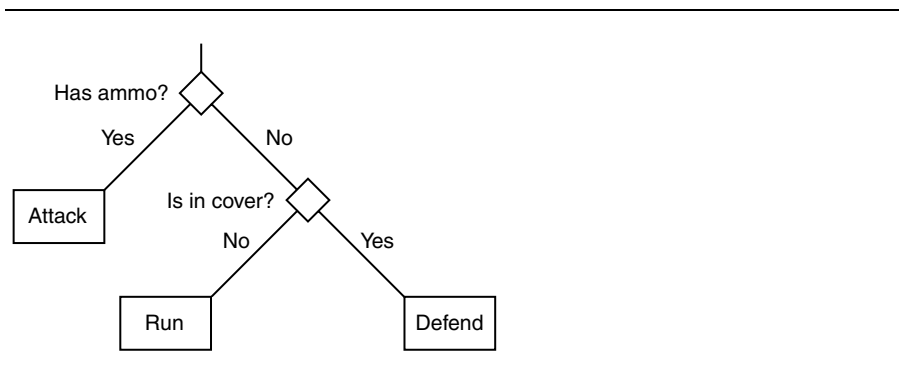 Has ammo?
Yes
No
Attack
Is in cover?
No
Yes
Run
Defend